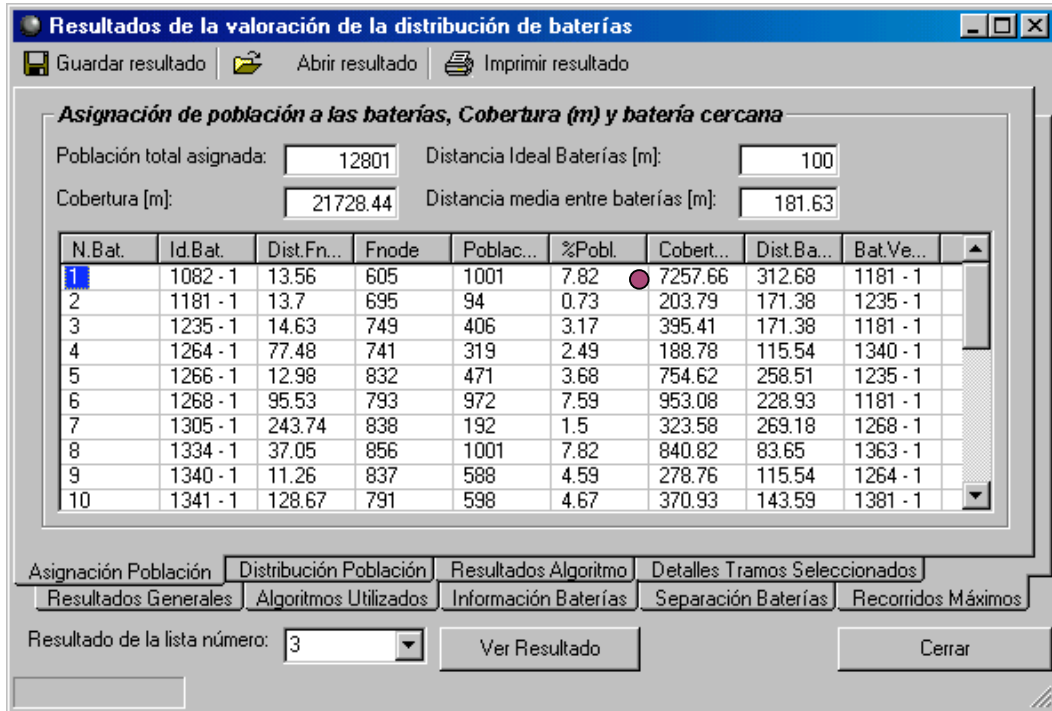 Resultados de la valoración de la distribución de baterías
Guardar resultado Abrir resultado Imprimir resultado
Asignación de población a las baterías, Cobertura (m) y batería cercana
Población total asignada: 12801 Distancia Ideal Baterías [m]: 100
Cobertura [m]: 21728.44 Distancia media entre baterías [m]: 181.63
N.Bat. Id.Bat. Dist.Fn... Fnode Poblac... %Pobl. Cobert... Dist.Ba... Bat.Ve...
1 1082 - 1 13.56 605 1001 7.82 7257.66 312.68 1181 - 1
2 1181 - 1 13.7 695 94 0.73 203.79 171.38 1235 - 1
3 1235 - 1 14.63 749 406 3.17 395.41 171.38 1181 - 1
4 1264 - 1 77.48 741 319 2.49 188.78 115.54 1340 - 1
5 1266 - 1 12.98 832 471 3.68 754.62 258.51 1235 - 1
6 1268 - 1 95.53 793 972 7.59 953.08 228.93 1181 - 1
7 1305 - 1 243.74 838 192 1.5 323.58 269.18 1268 - 1
8 1334 - 1 37.05 856 1001 7.82 840.82 83.65 1363 - 1
9 1340 - 1 11.26 837 588 4.59 278.76 115.54 1264 - 1
10 1341 - 1 128.67 791 598 4.67 370.93 143.59 1381 - 1
Asignación Población Distribución Población Resultados Algoritmo Detalles Tramos Seleccionados
Resultados Generales Algoritmos Utilizados Información Baterías Separación Baterías Recorridos Máximos
Resultado de la lista número: 3 Ver Resultado Cerrar